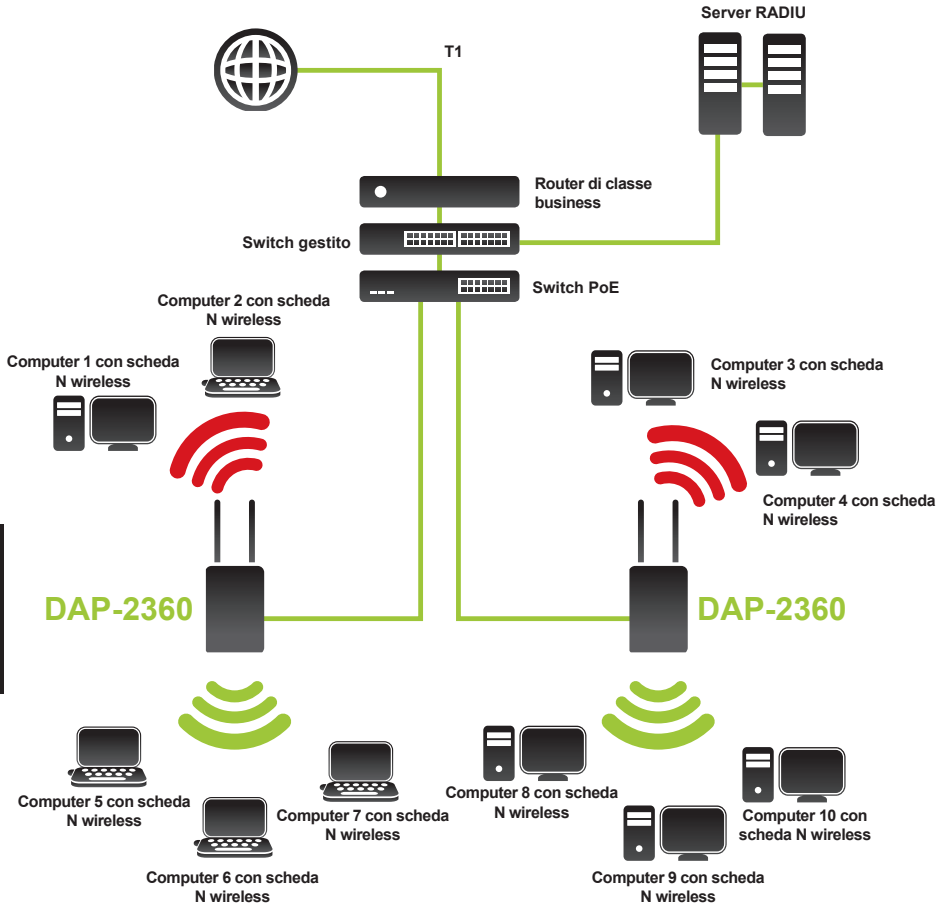 Server RADIU
T1
Router di classe
business
Switch gestito
Switch PoE
Computer 2 con scheda
N wireless
Computer 1 con scheda
N wireless
Computer 3 con scheda
N wireless
Computer 4 con scheda
N wireless
DAP-2360
DAP-2360
Computer 5 con scheda
N wireless
Computer 6 con scheda
N wireless
Computer 7 con scheda
N wireless
Computer 8 con scheda
N wireless
Computer 9 con scheda
N wireless
Computer 10 con
scheda N wireless